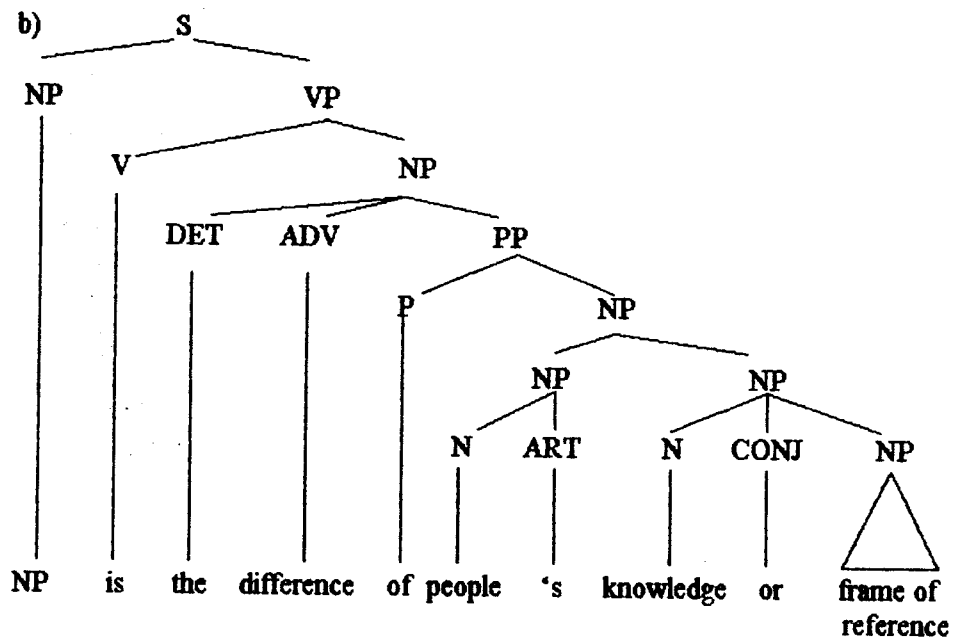 b) S
NP VP
V NP
DET ADV PP
P NP
NP NP
N ART N CONJ NP
NP is the difference of people 's knowledge or frame of
reference